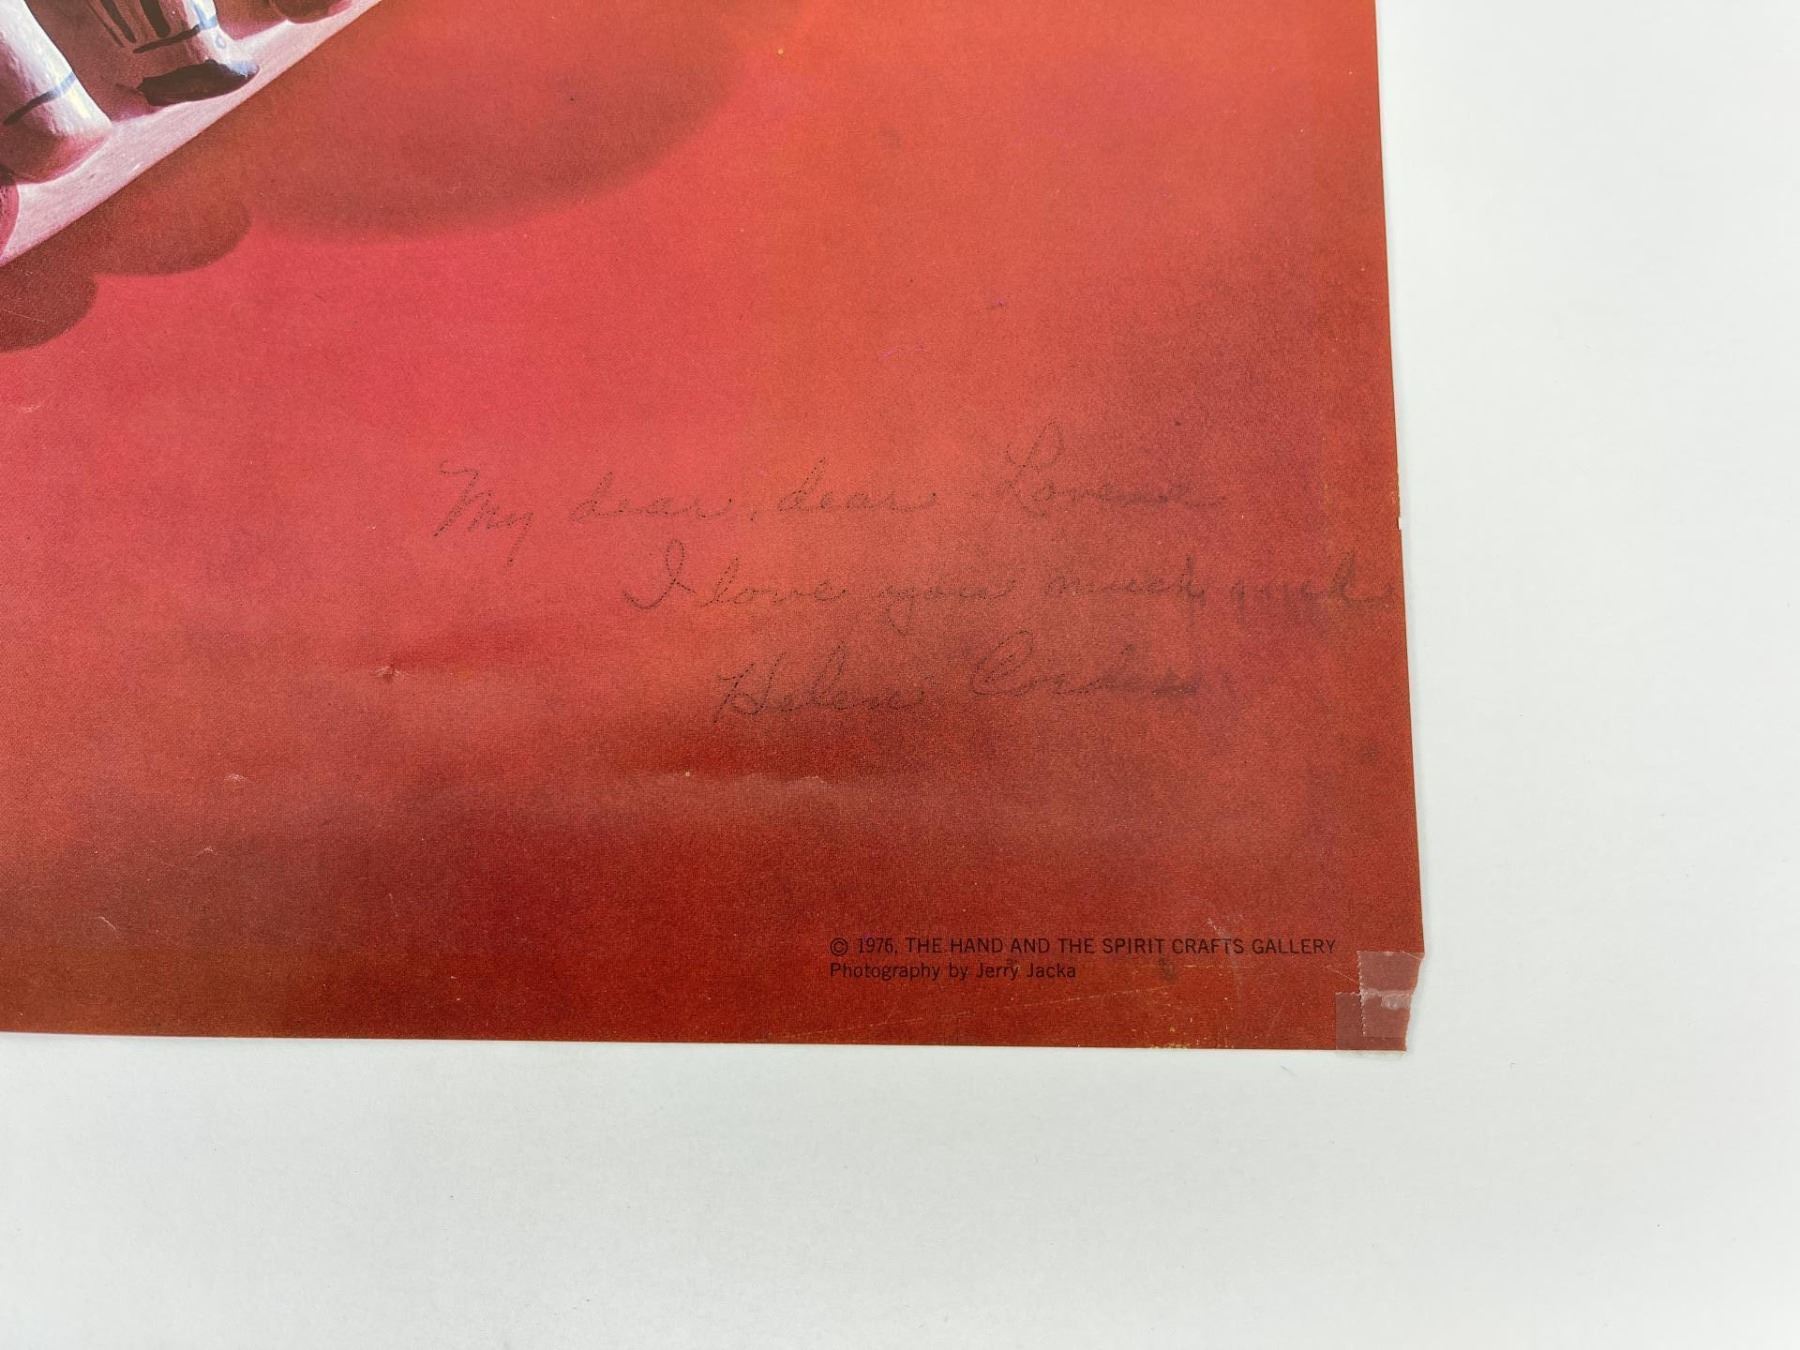 My dear, dear
I love you much
Helen Cordero
© 1976, THE HAND AND THE SPIRIT CRAFTS GALLERY
Photography by Jerry Jacka